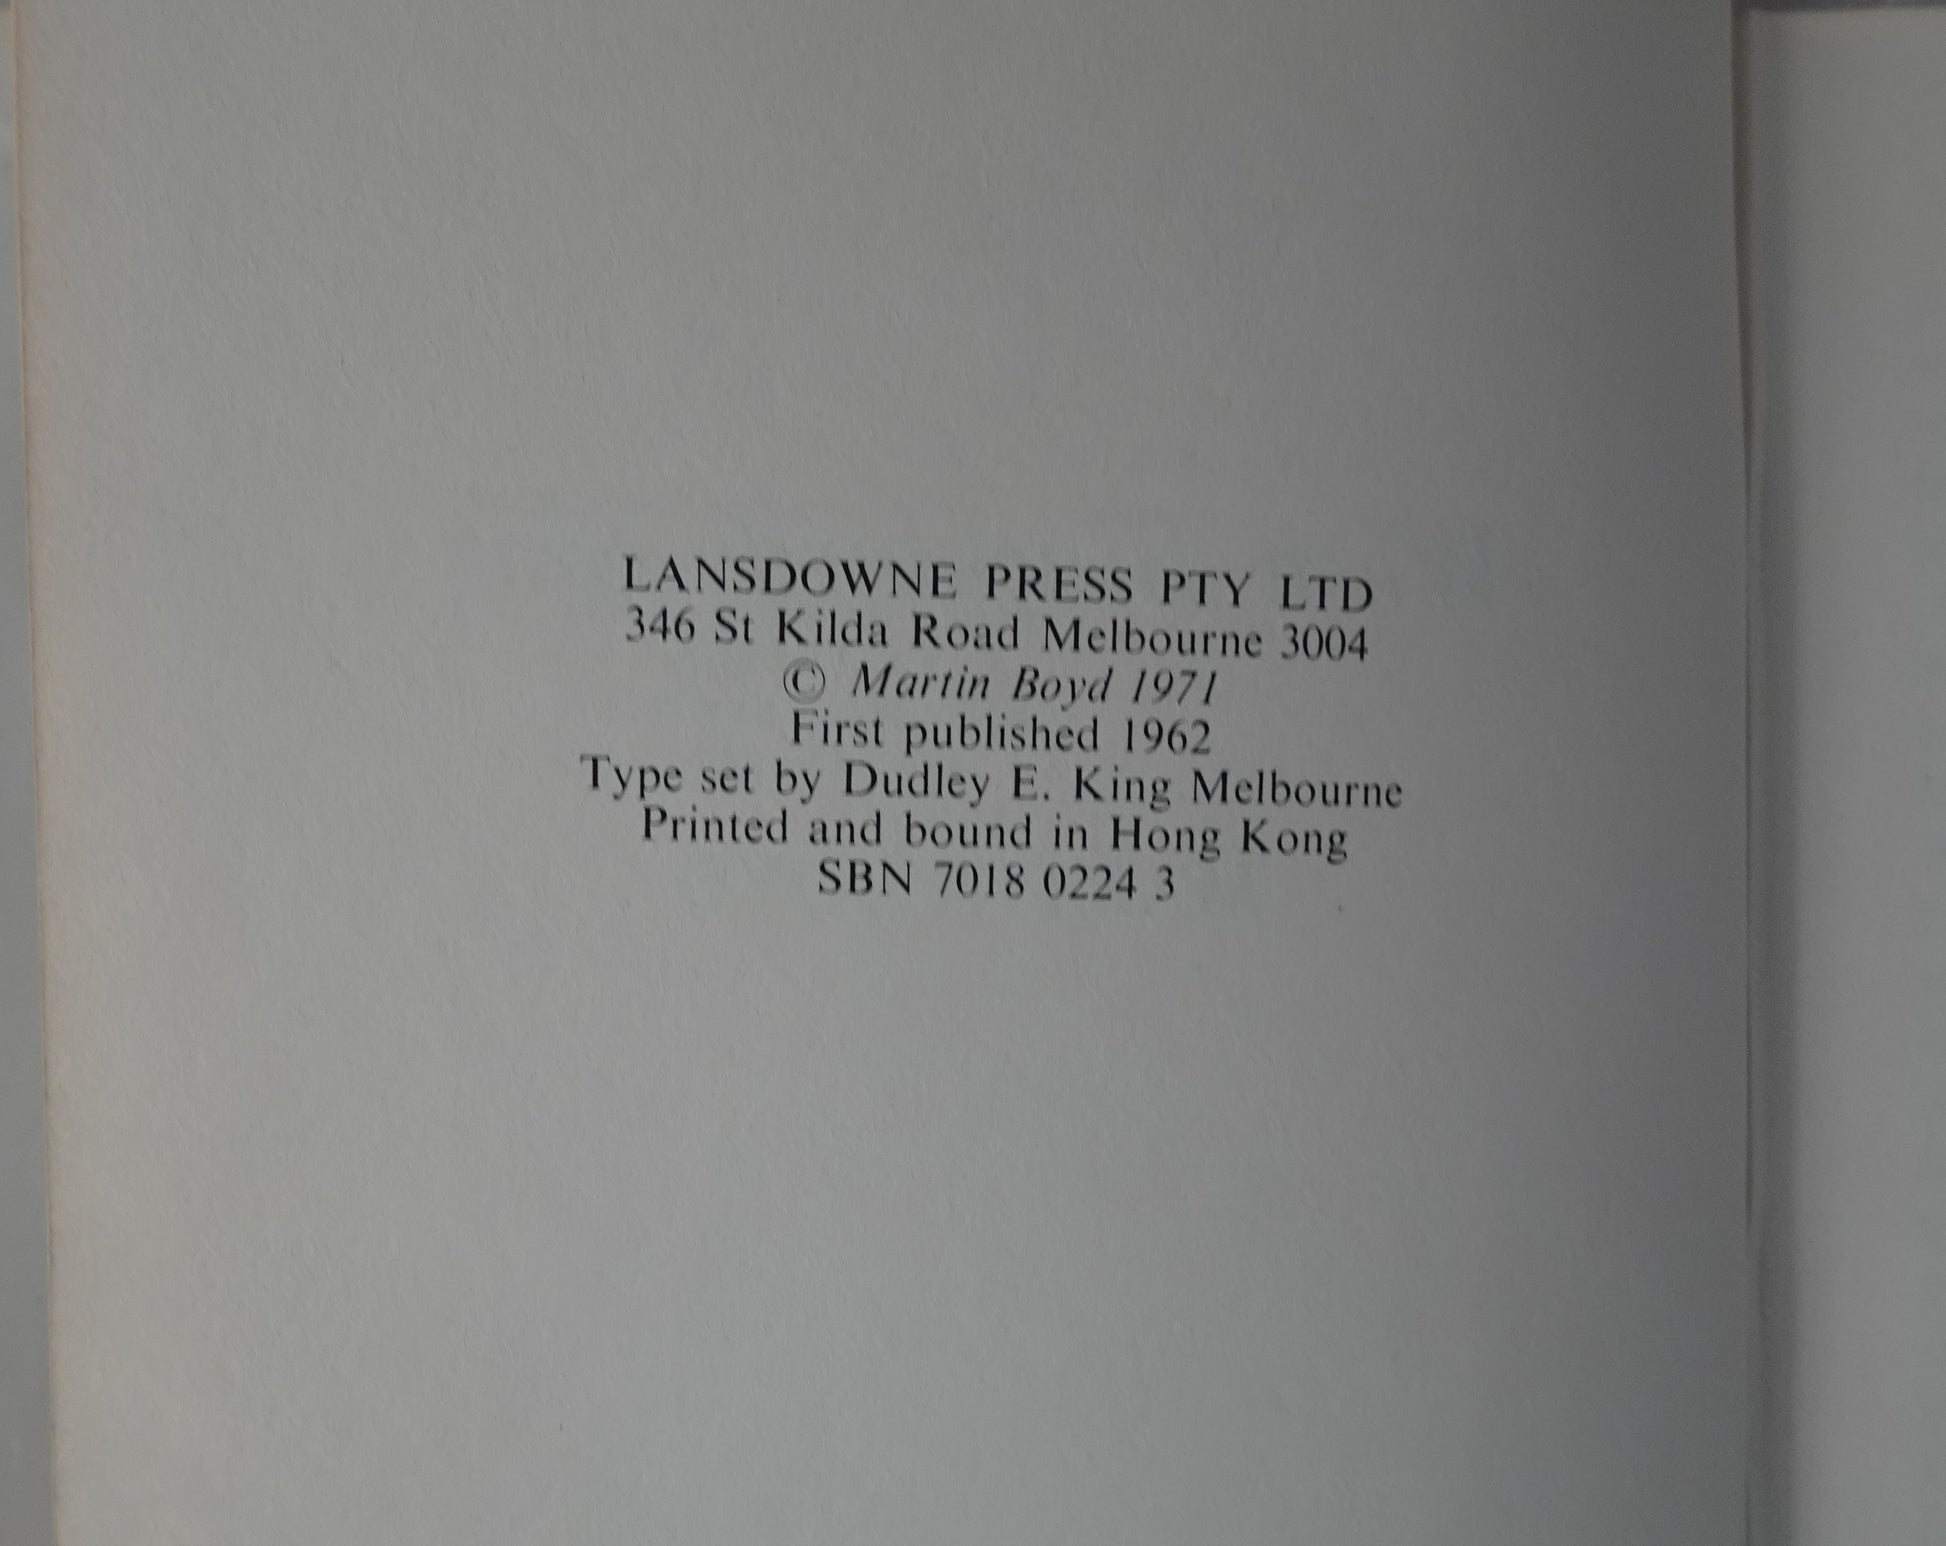 LANSDOWNE PRESS PTY LTD
346 St Kilda Road Melbourne 3004
© Martin Boyd 1971
First published 1962
Type set by Dudley E. King Melbourne
Printed and bound in Hong Kong
SBN 7018 0224 3